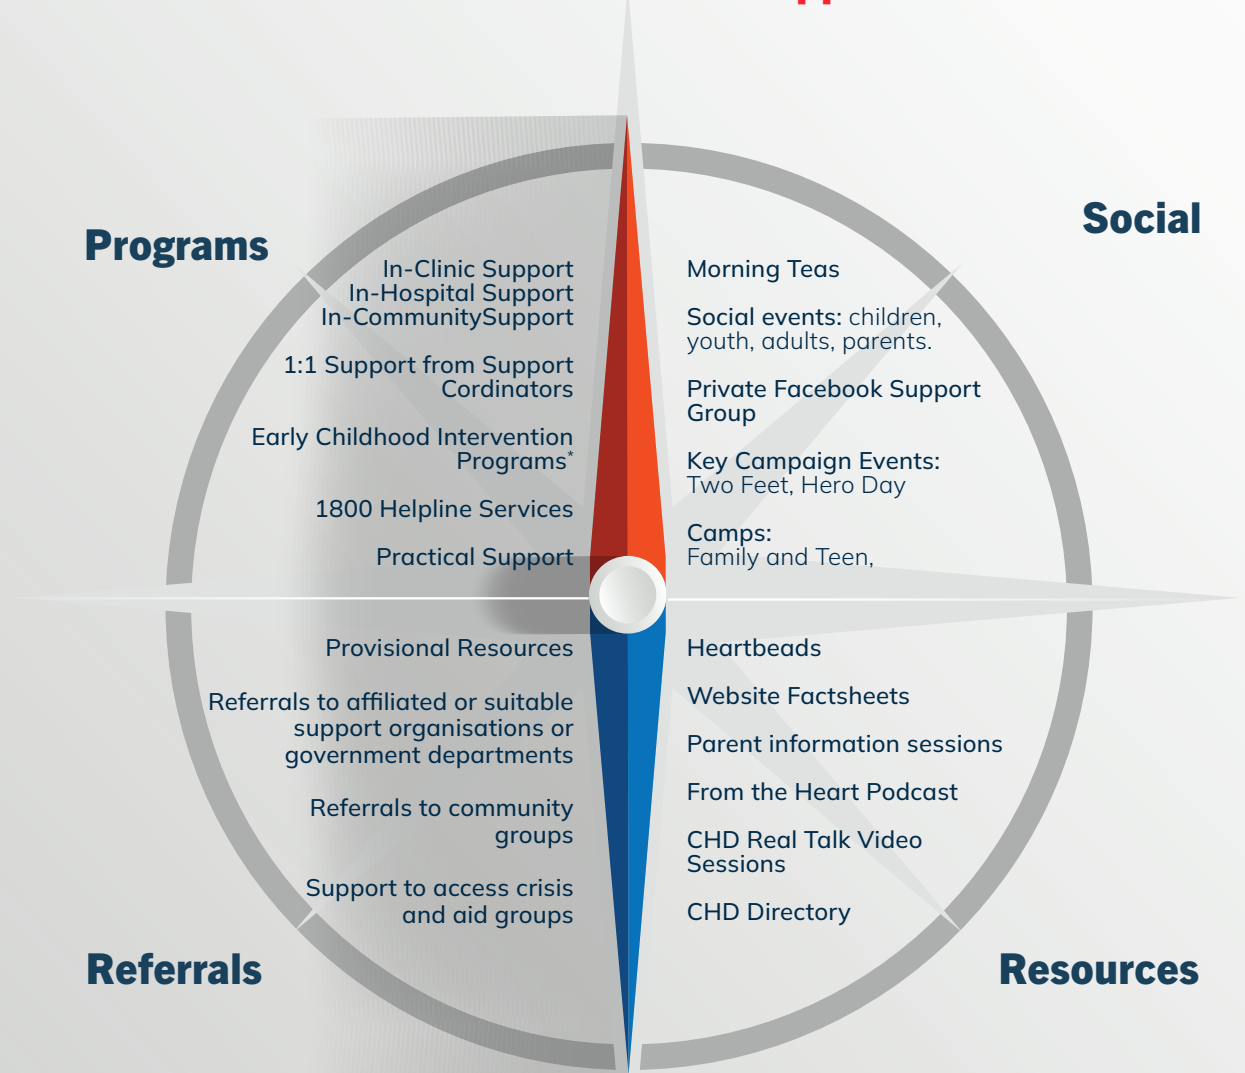 Programs
In-Clinic Support
In-Hospital Support
In-CommunitySupport
1:1 Support from Support
Cordinators
Early Childhood Intervention
Programs*
1800 Helpline Services
Practical Support
Social
Morning Teas
Social events: children,
youth, adults, parents.
Private Facebook Support
Group
Key Campaign Events:
Two Feet, Hero Day
Camps:
Family and Teen,
Provisional Resources
Referrals to affiliated or suitable
support organisations or
government departments
Referrals to community
groups
Support to access crisis
and aid groups
Referrals
Heartbeads
Website Factsheets
Parent information sessions
From the Heart Podcast
CHD Real Talk Video
Sessions
CHD Directory
Resources